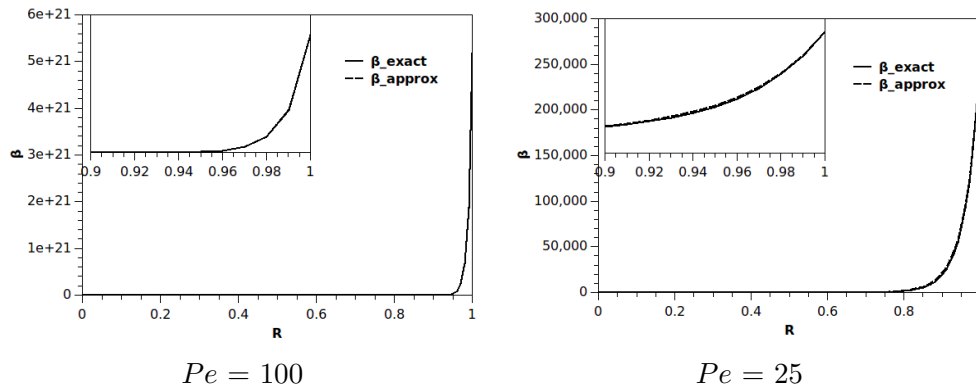 6e+21
5e+21
4e+21
3e+21
2e+21
1e+21
0
β
0.9 0.92 0.94 0.96 0.98 1
β_exact
β_approx
0 0.2 0.4 0.6 0.8 1
R
Pe = 100
300,000
250,000
200,000
150,000
100,000
50,000
0
β
0.9 0.92 0.94 0.96 0.98 1
β_exact
β_approx
0 0.2 0.4 0.6 0.8
R
Pe = 25